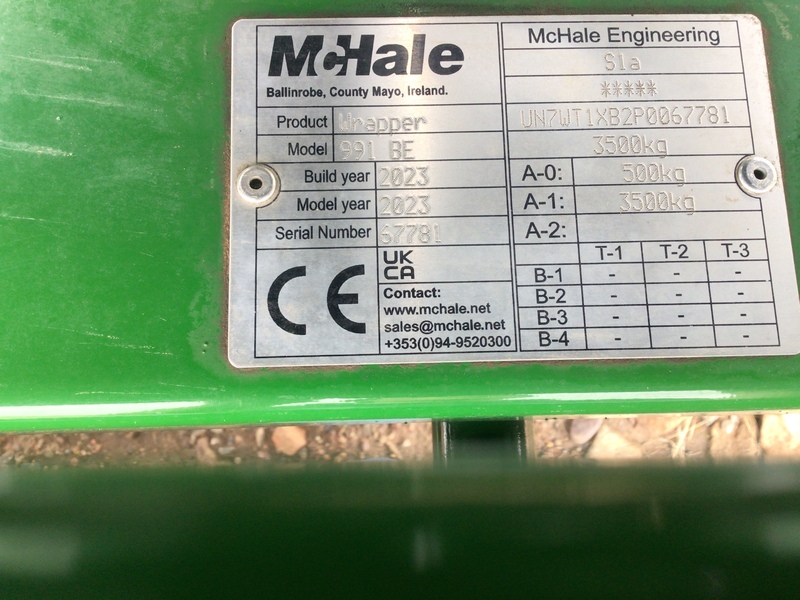 McHale
Ballinrobe, County Mayo, Ireland.
Product Wrapper
Model 991 BE
Build year 2023
Model year 2023
Serial Number 67781
CE
UK
CA
Contact:
www.mchale.net
sales@mchale.net
+353(0)94-9520300
McHale Engineering
S1a
*****
UN7WT1XB2P0067781
3500kg
A-0: 500kg
A-1: 3500kg
A-2:
T-1 T-2 T-3
B-1 - - -
B-2 - - -
B-3 - - -
B-4 - - -